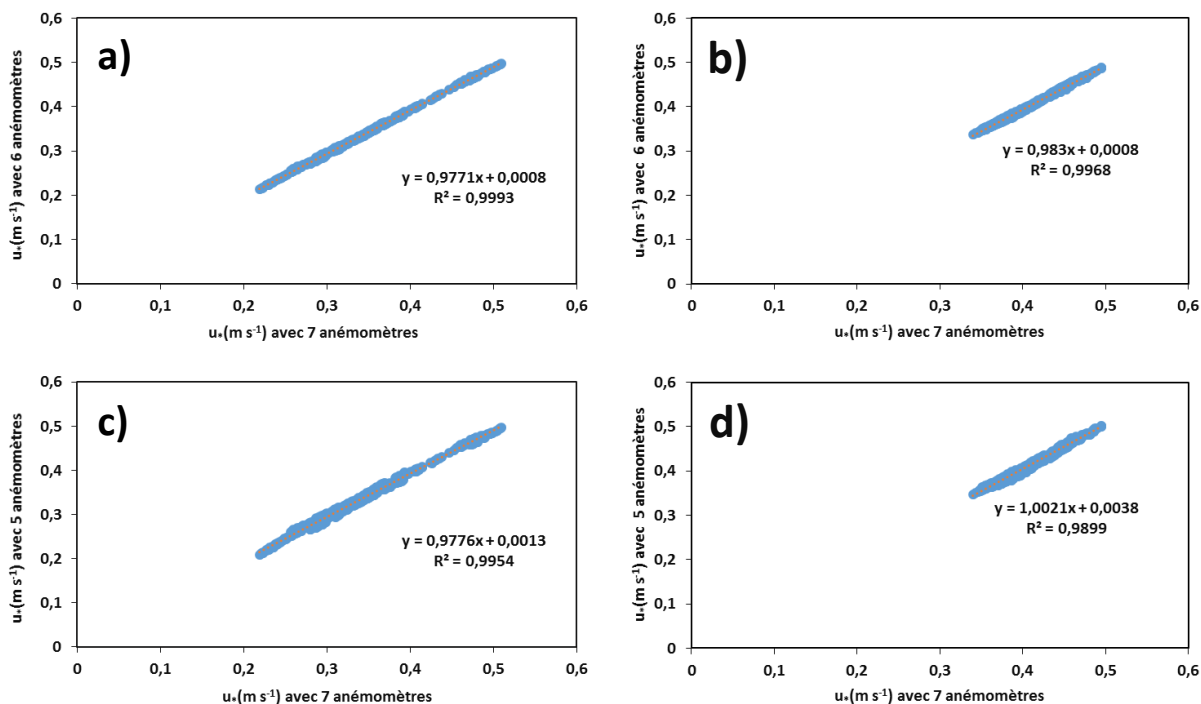 a)
0,6
0,5
0,4
0,3
0,2
0,1
0
0 0,1 0,2 0,3 0,4 0,5 0,6
u*(m s-1) avec 6 anémomètres
u*(m s-1) avec 7 anémomètres
y = 0,9771x + 0,0008
R² = 0,9993
b)
0,6
0,5
0,4
0,3
0,2
0,1
0
0 0,1 0,2 0,3 0,4 0,5 0,6
u*(m s-1) avec 6 anémomètres
u*(m s-1) avec 7 anémomètres
y = 0,983x + 0,0008
R² = 0,9968
c)
0,6
0,5
0,4
0,3
0,2
0,1
0
0 0,1 0,2 0,3 0,4 0,5 0,6
u*(m s-1) avec 5 anémomètres
u*(m s-1) avec 7 anémomètres
y = 0,9776x + 0,0013
R² = 0,9954
d)
0,6
0,5
0,4
0,3
0,2
0,1
0
0 0,1 0,2 0,3 0,4 0,5 0,6
u*(m s-1) avec 5 anémomètres
u*(m s-1) avec 7 anémomètres
y = 1,0021x + 0,0038
R² = 0,9899